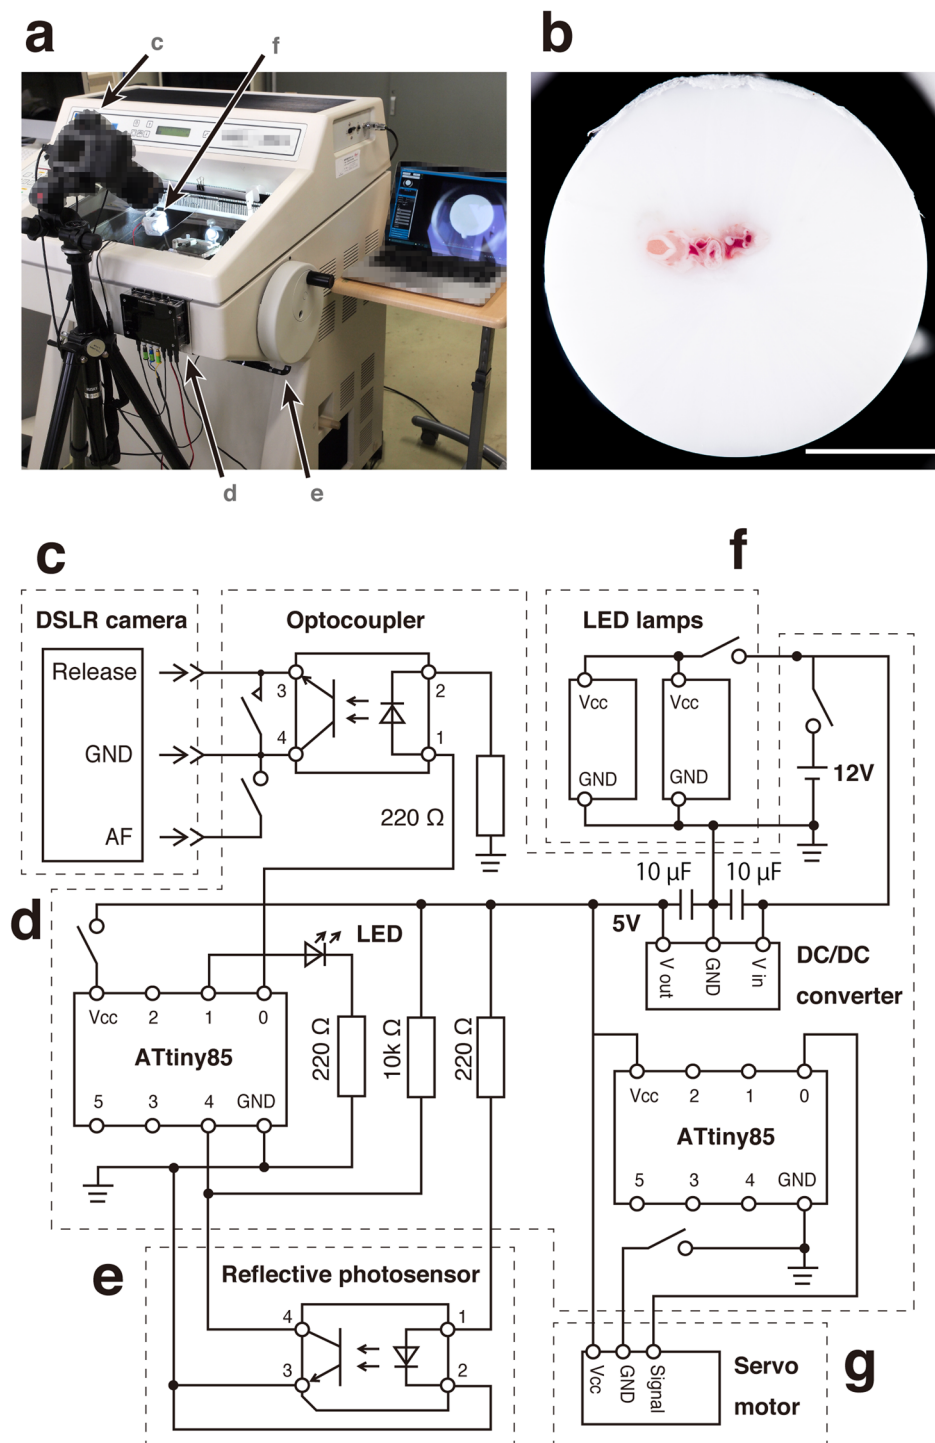 a
b
c
f
d
e
c
f
DSLR camera
Optocoupler
LED lamps
Release
GND
AF
3
4
2
1
220 Ω
Vcc
Vcc
GND
GND
12V
10 µF
10 µF
5V
V out
GND
V in
DC/DC
converter
d
LED
Vcc
2
1
0
ATtiny85
5
3
4
GND
220 Ω
10k Ω
220 Ω
Vcc
2
1
0
ATtiny85
5
3
4
GND
e
Reflective photosensor
4
3
1
2
Vcc
GND
Signal
Servo
motor
g